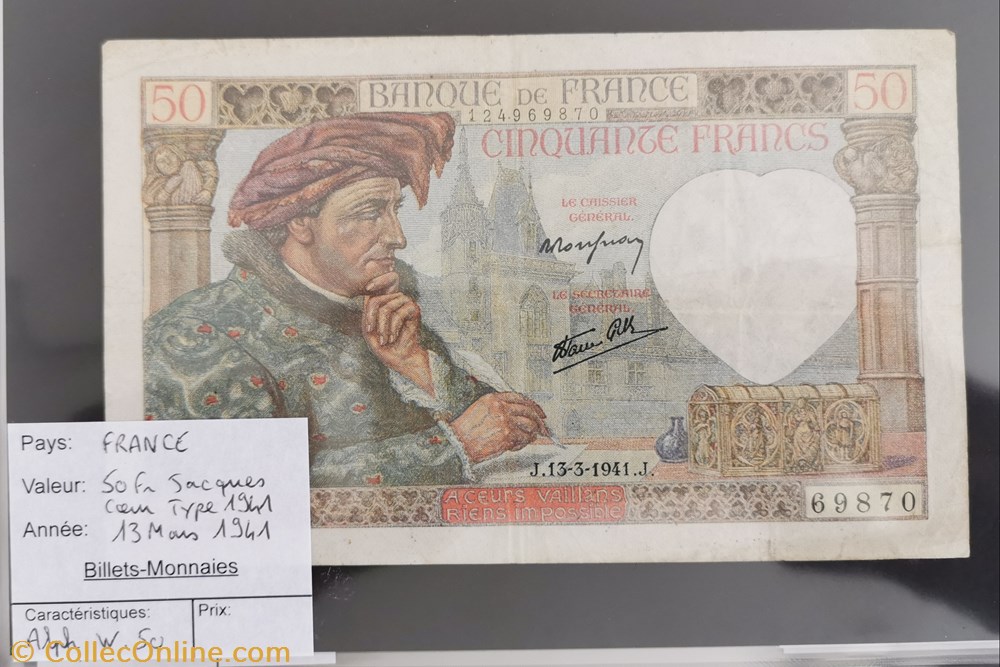 50 BANQUE DE FRANCE 50
124969870
CINQUANTE FRANCS
LE CAISSIER
GÉNÉRAL.
LE SECRÉTAIRE
GÉNÉRAL.
J.13-3-1941.J.
A CŒURS VAILLANS
RIENS IMPOSSIBLE
69870
Pays: FRANCE
Valeur: 50 Fr Jacques
Cœur Type 1941
Année: 13 Mars 1941
Billets-Monnaies
Caractéristiques: Prix:
Alph W 50
© CollecOnline.com